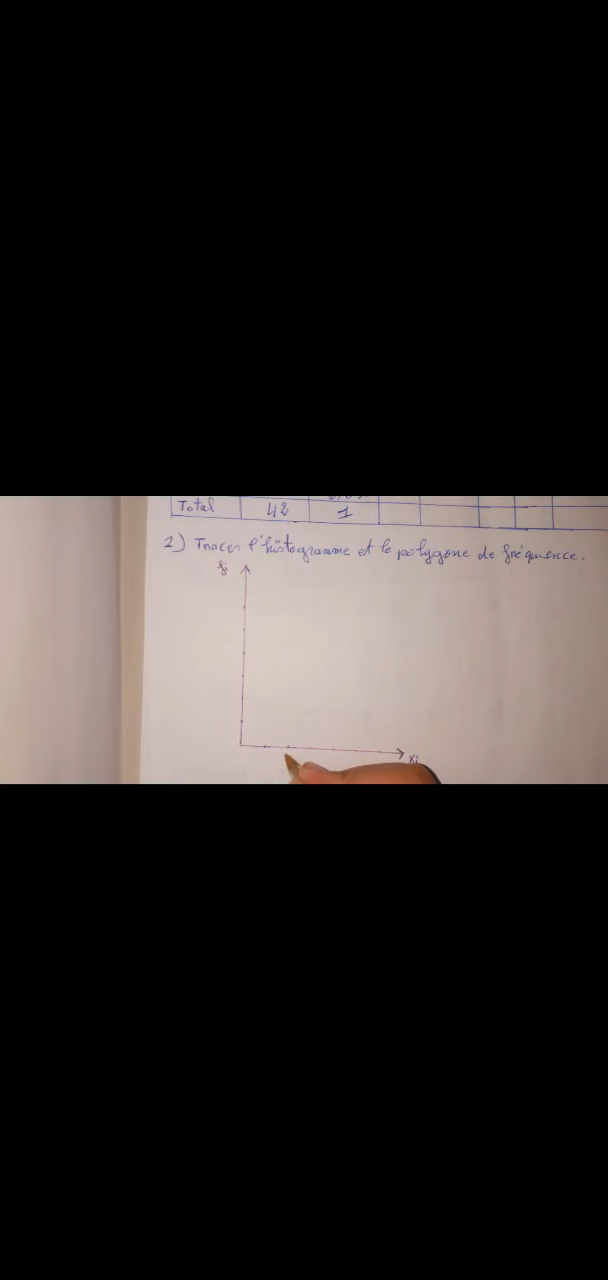 Total 42 1
2) Tracer l'histogramme et le polygone de fréquence.
fi
xi